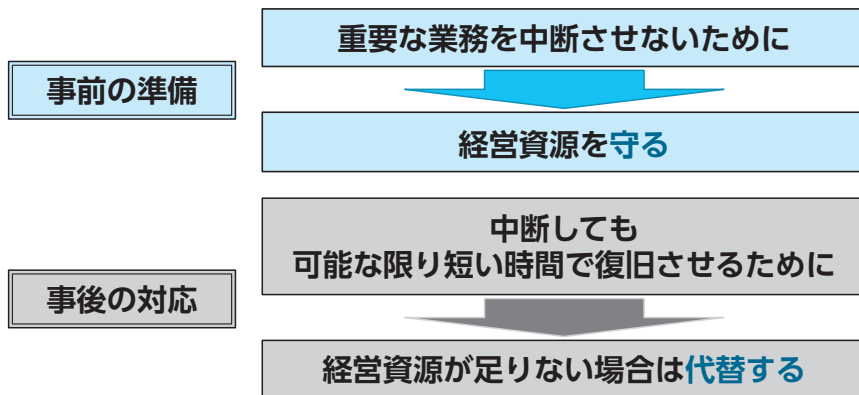 重要な業務を中断させないために
事前の準備
経営資源を守る
中断しても
可能な限り短い時間で復旧させるために
事後の対応
経営資源が足りない場合は代替する